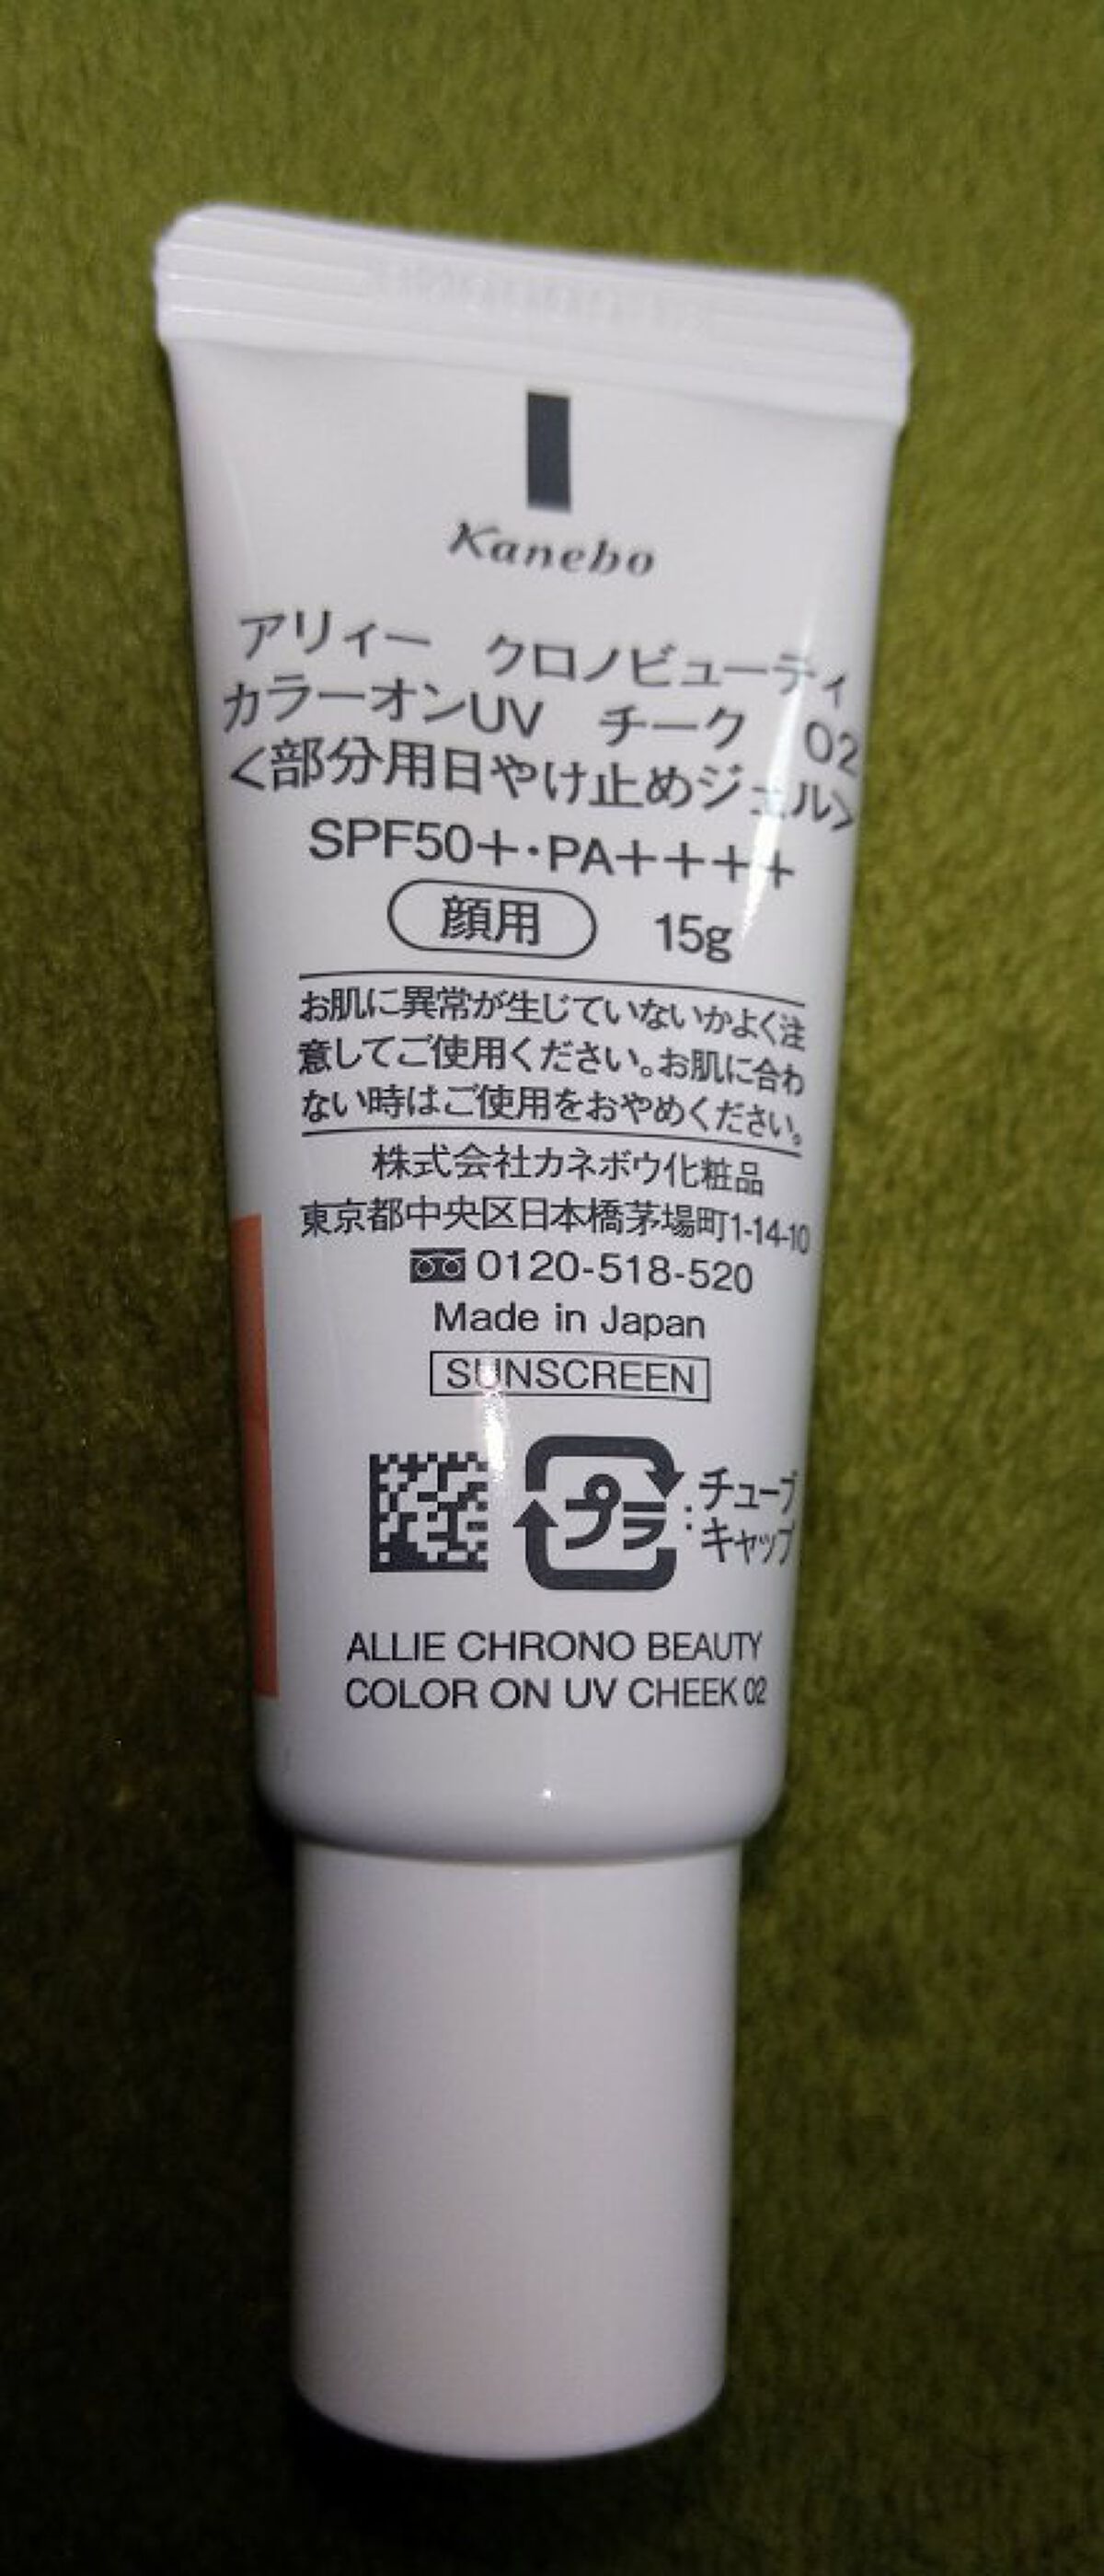 Kanebo
アリィー クロノビューティ
カラーオンUV チーク 02
<部分用日やけ止めジェル>
SPF50+・PA++++
顔用 15g
お肌に異常が生じていないかよく注
意してご使用ください。お肌に合わ
ない時はご使用をおやめください。
株式会社カネボウ化粧品
東京都中央区日本橋茅場町1-14-10
0120-518-520
Made in Japan
SUNSCREEN
プラ :チューブ
:キャップ
ALLIE CHRONO BEAUTY
COLOR ON UV CHEEK 02